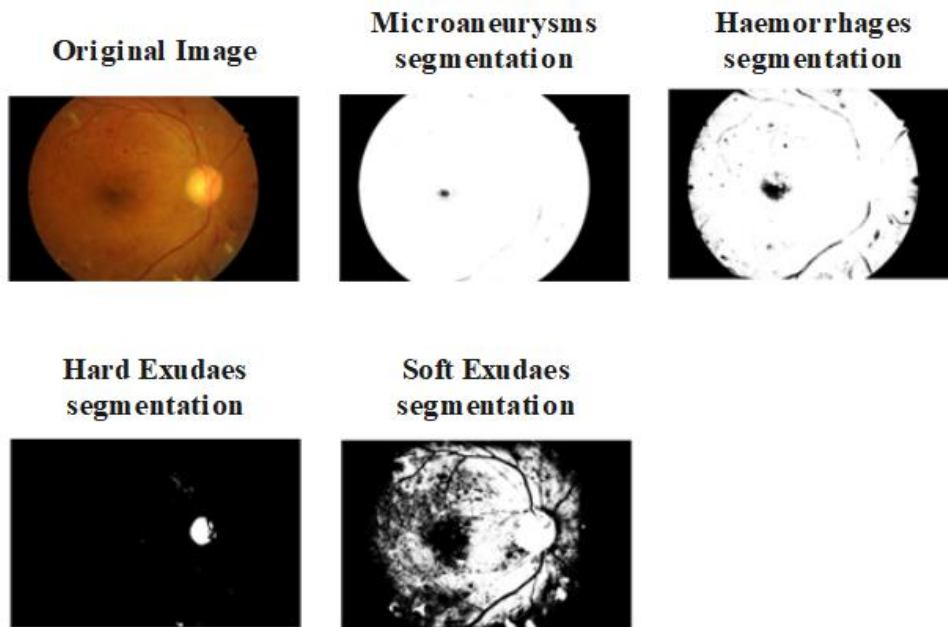 Original Image
Microaneurysms
segmentation
Haemorrhages
segmentation
Hard Exudaes
segmentation
Soft Exudaes
segmentation